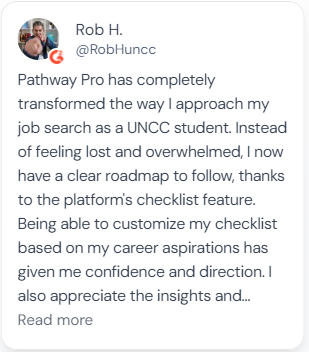 Rob H.
@RobHuncc
Pathway Pro has completely
transformed the way I approach my
job search as a UNCC student. Instead
of feeling lost and overwhelmed, I now
have a clear roadmap to follow, thanks
to the platform's checklist feature.
Being able to customize my checklist
based on my career aspirations has
given me confidence and direction. I
also appreciate the insights and...
Read more